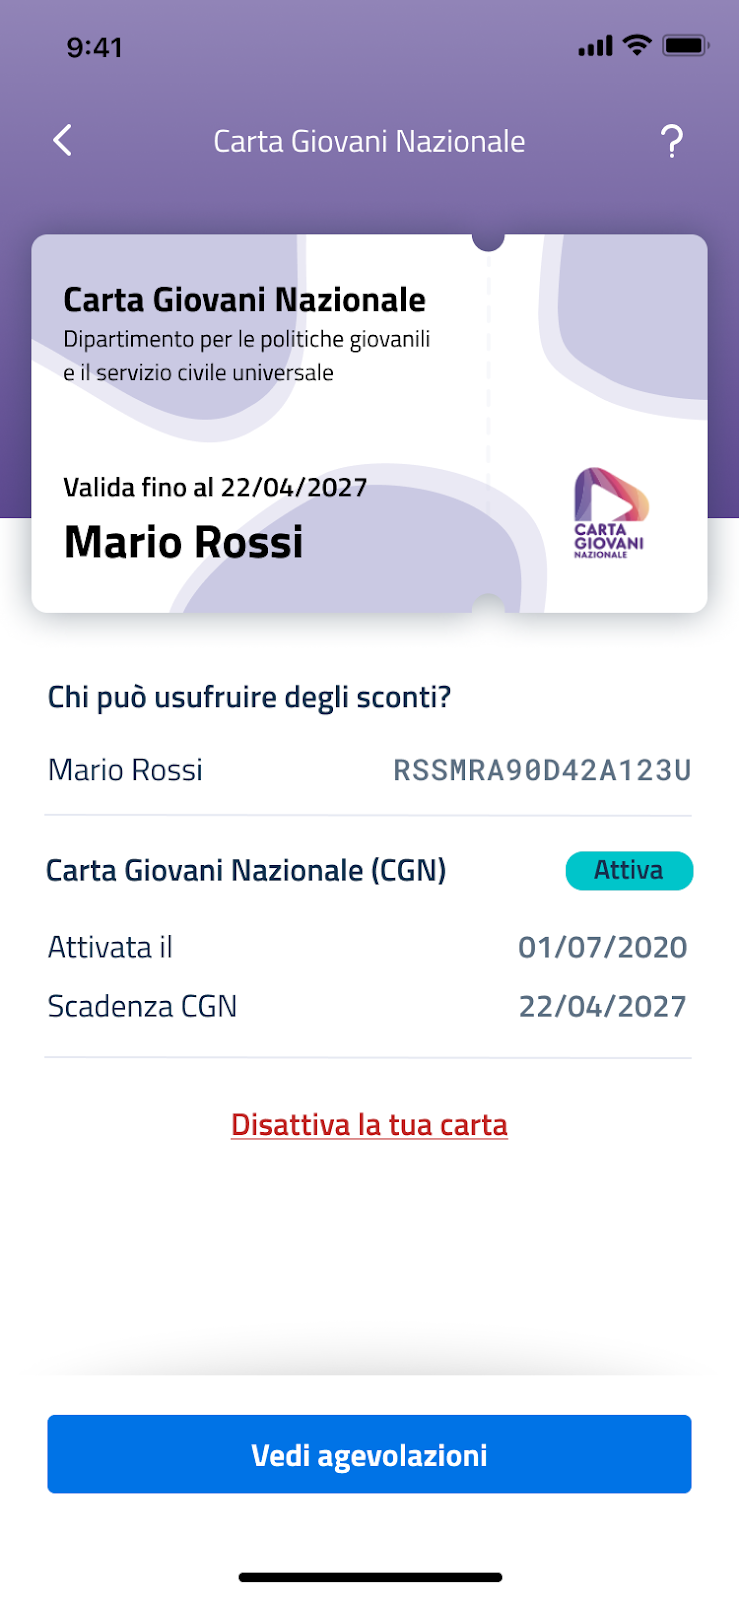 9:41
Carta Giovani Nazionale
?
Carta Giovani Nazionale
Dipartimento per le politiche giovanili
e il servizio civile universale
Valida fino al 22/04/2027
Mario Rossi
CARTA
GIOVANI
NAZIONALE
Chi può usufruire degli sconti?
Mario Rossi RSSMRA90D42A123U
Carta Giovani Nazionale (CGN) Attiva
Attivata il 01/07/2020
Scadenza CGN 22/04/2027
Disattiva la tua carta
Vedi agevolazioni